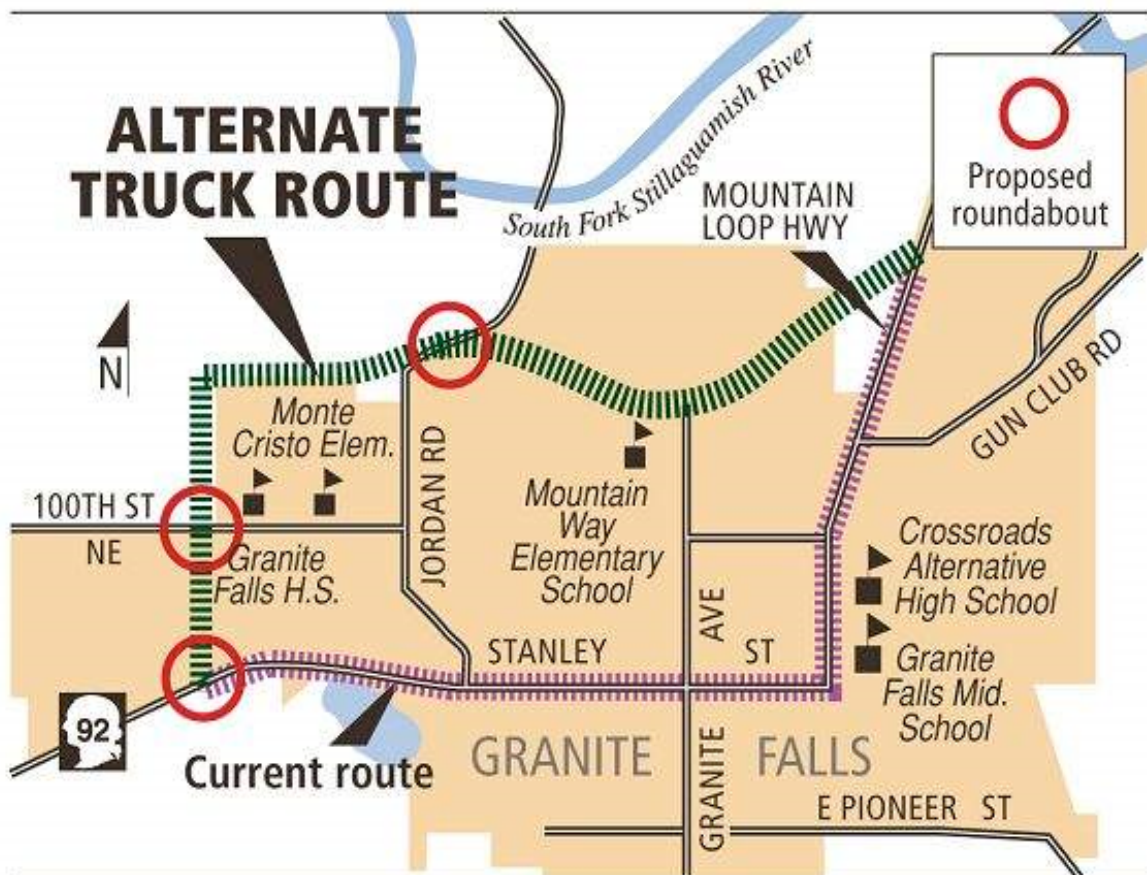 ALTERNATE
TRUCK ROUTE
South Fork Stillaguamish River
MOUNTAIN
LOOP HWY
Proposed
roundabout
N
Monte
Cristo Elem.
JORDAN RD
GUN CLUB RD
100TH ST
NE
Granite
Falls H.S.
Mountain
Way
Elementary
School
Crossroads
Alternative
High School
AVE
STANLEY
ST
Granite
Falls Mid.
School
92
Current route
GRANITE
FALLS
GRANITE
E PIONEER ST